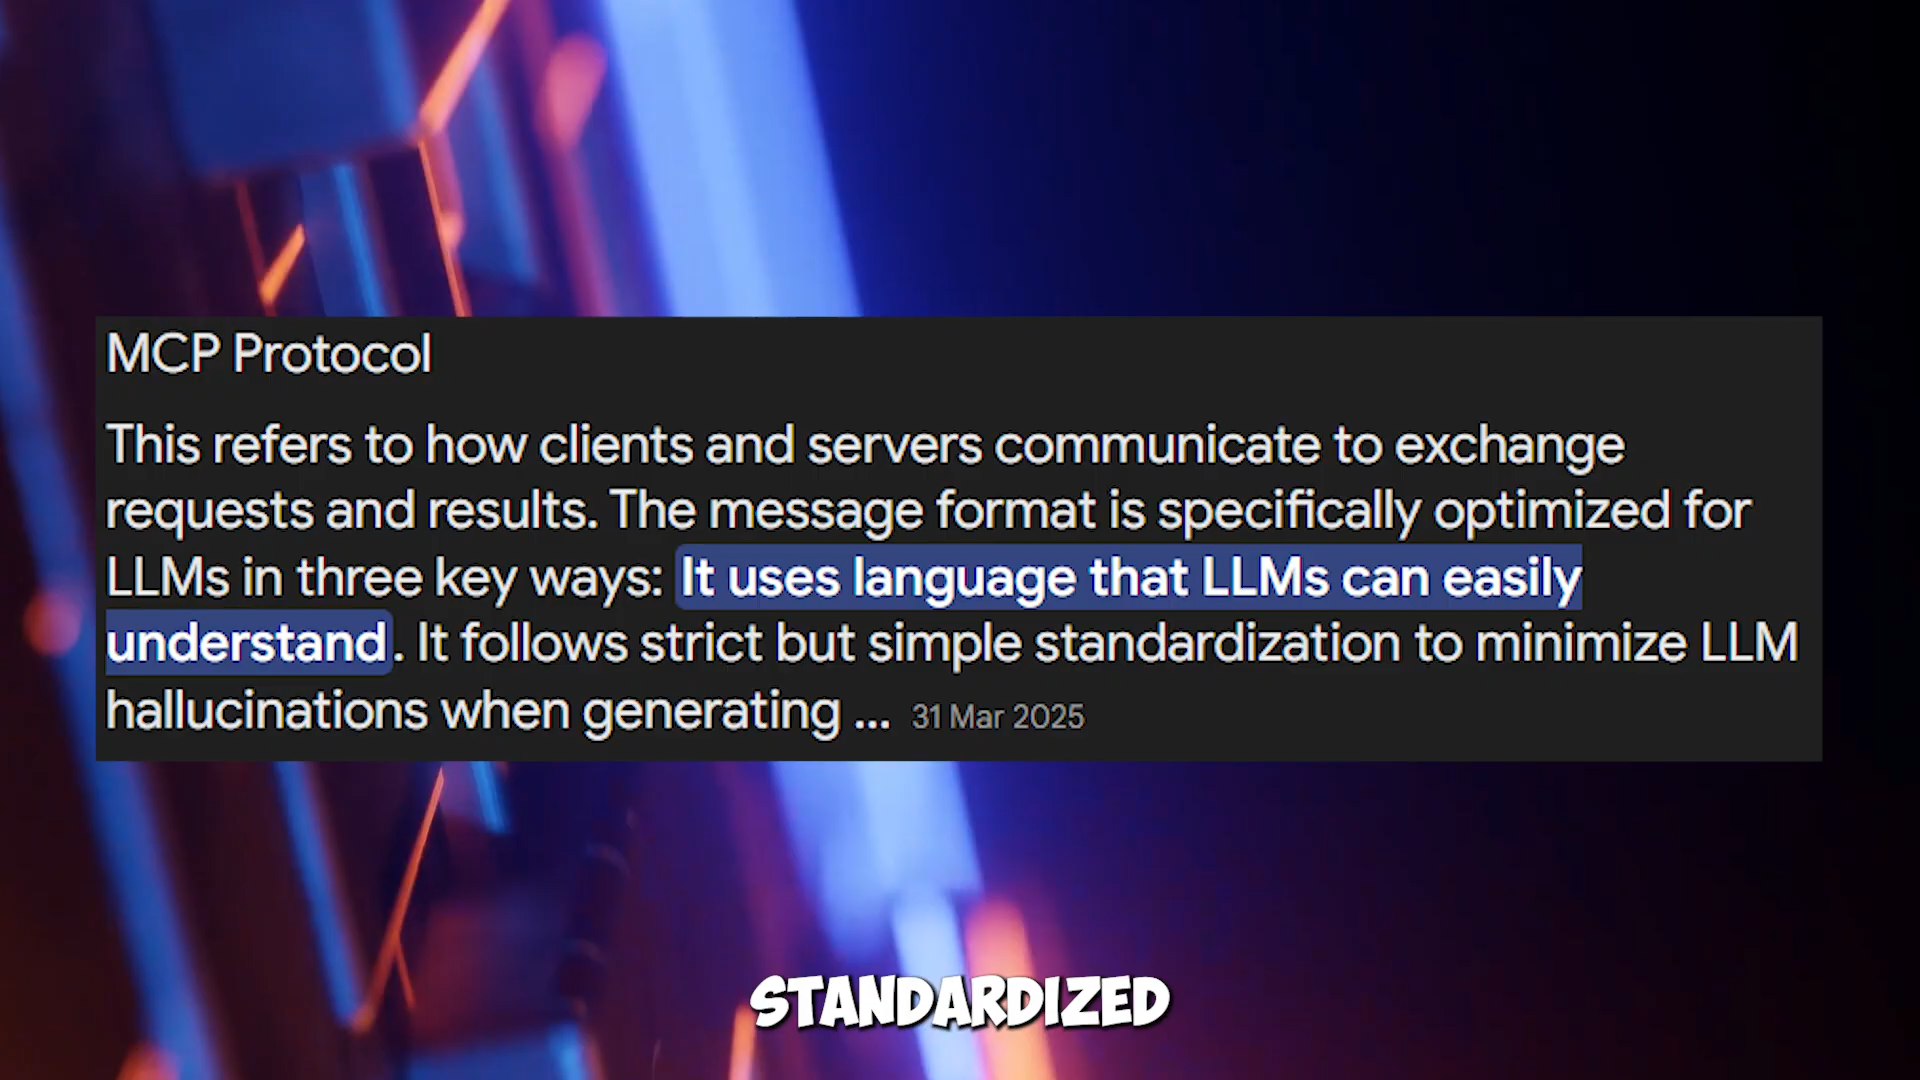 MCP Protocol
This refers to how clients and servers communicate to exchange
requests and results. The message format is specifically optimized for
LLMs in three key ways: It uses language that LLMs can easily
understand. It follows strict but simple standardization to minimize LLM
hallucinations when generating ... 31 Mar 2025
STANDARDIZED